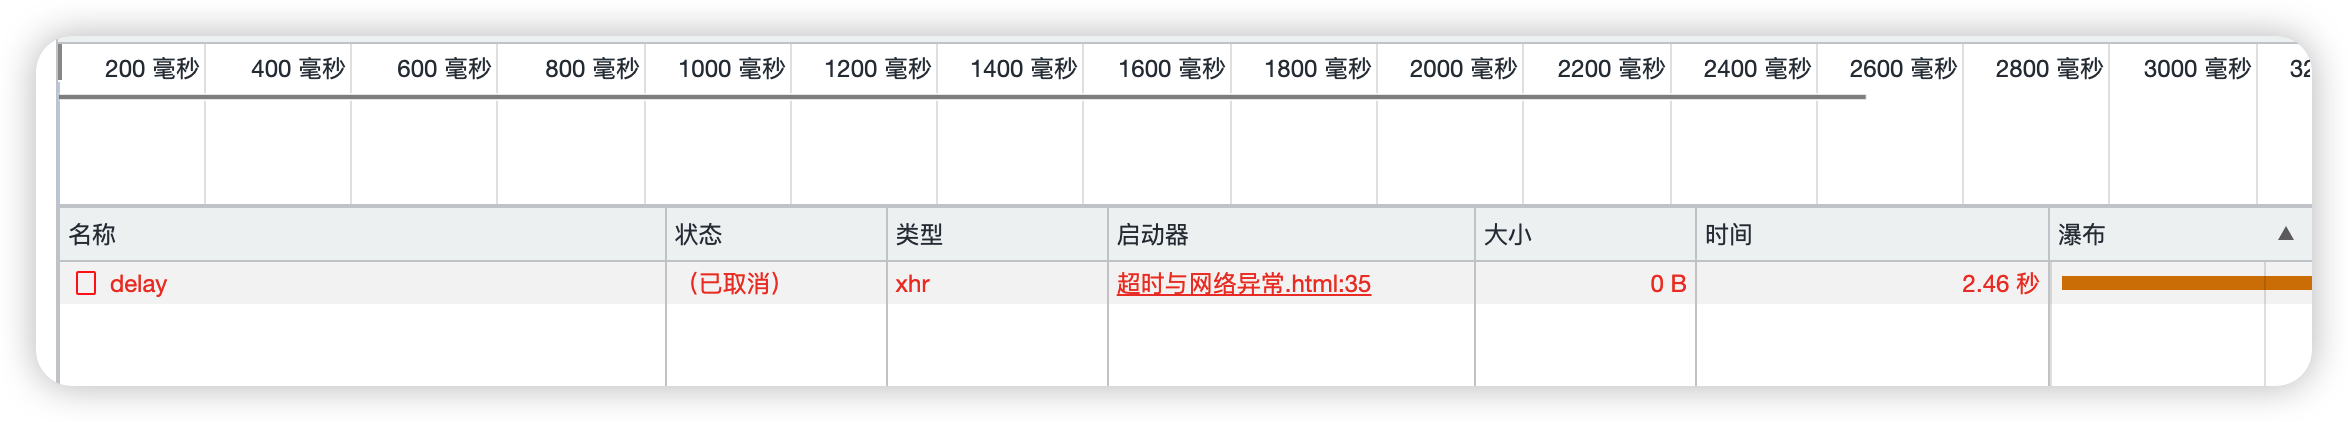 200 毫秒 400 毫秒 600 毫秒 800 毫秒 1000 毫秒 1200 毫秒 1400 毫秒 1600 毫秒 1800 毫秒 2000 毫秒 2200 毫秒 2400 毫秒 2600 毫秒 2800 毫秒 3000 毫秒
名称 状态 类型 启动器 大小 时间 瀑布
delay （已取消） xhr 超时与网络异常.html:35 0 B 2.46 秒